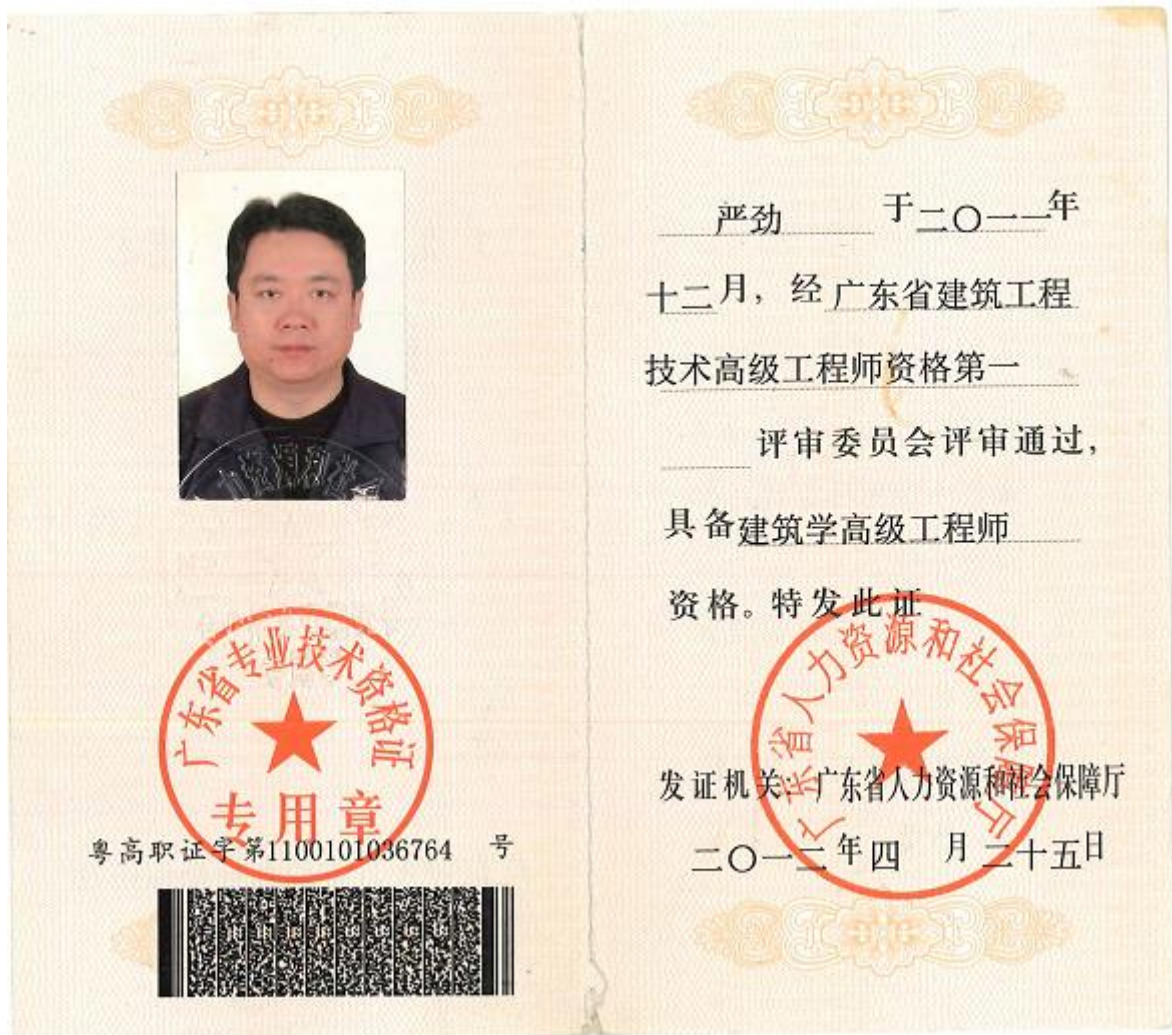 广东省专业技术资格证
专用章
粤高职证字第1100101036764 号
严劲 于二〇一一年
十二月，经广东省建筑工程
技术高级工程师资格第一
评审委员会评审通过，
具备建筑学高级工程师
资格。特发此证
广东省人力资源和社会保障厅
发证机关：广东省人力资源和社会保障厅
二〇一二年四 月二十五日